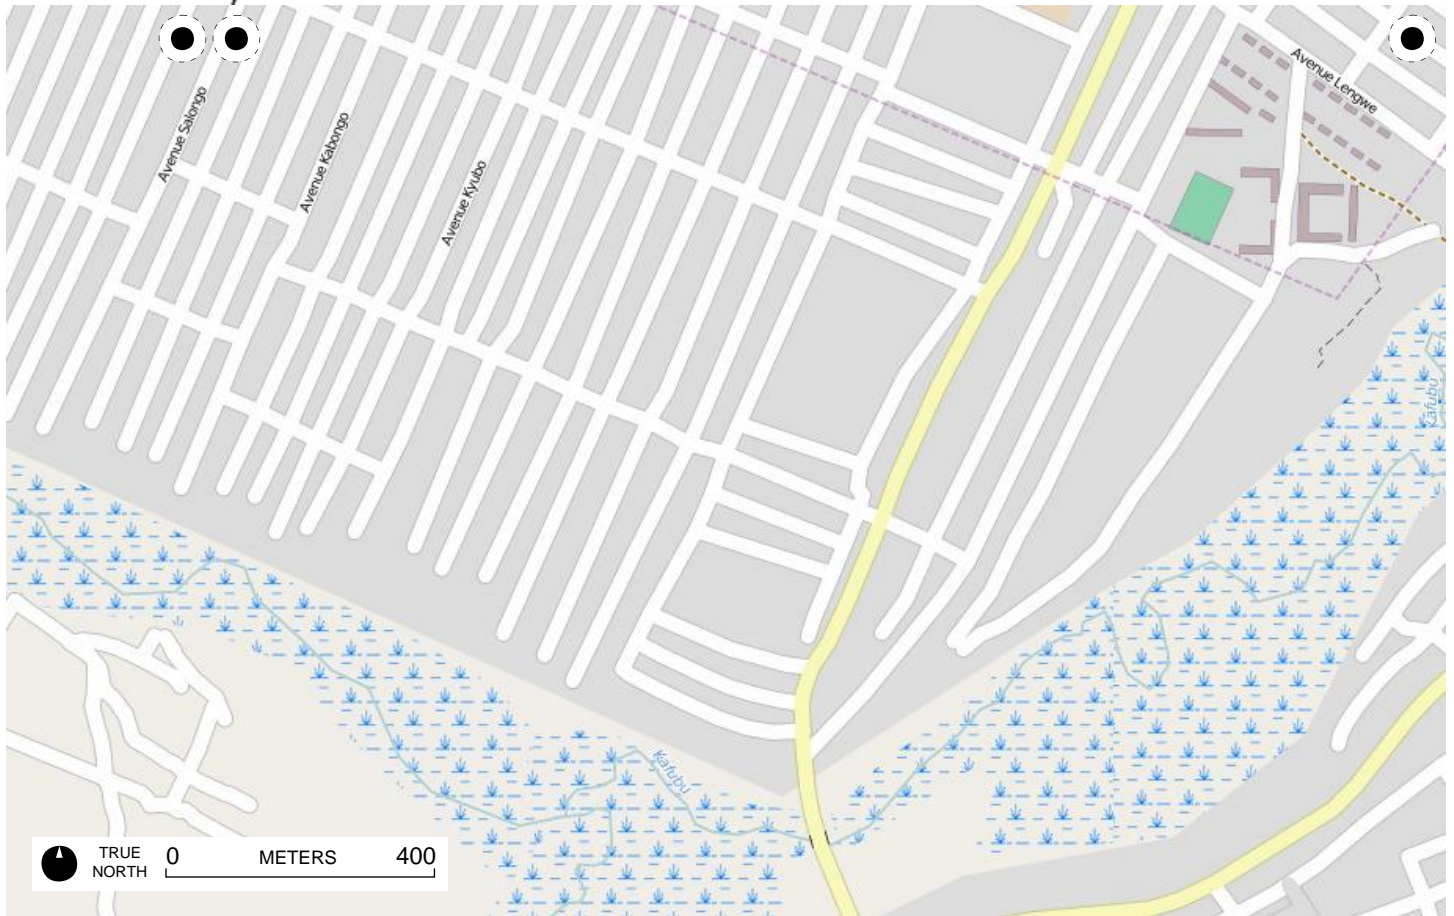 Avenue Lengwe
Avenue Salongo
Avenue Kabongo
Avenue Kyubo
Kafubu
Kafubu
TRUE
NORTH
0 METERS 400